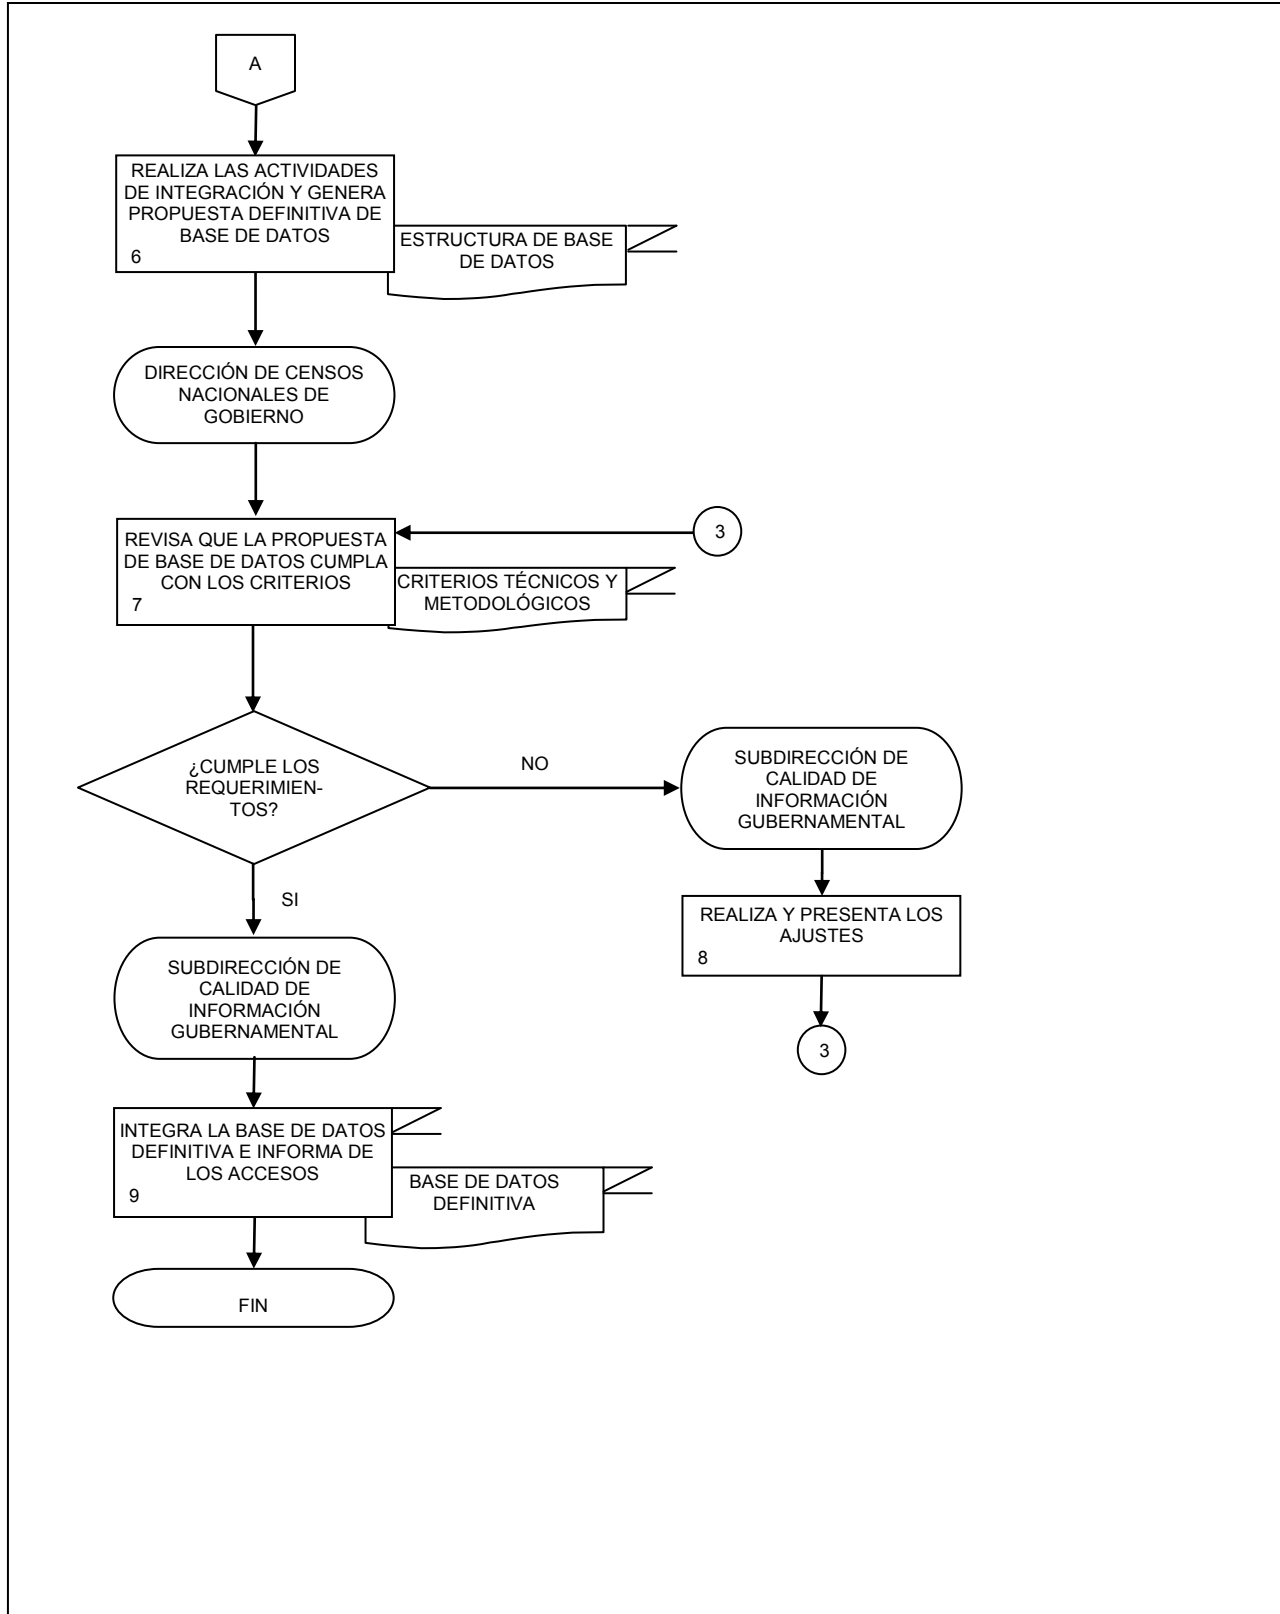 A
REALIZA LAS ACTIVIDADES
DE INTEGRACIÓN Y GENERA
PROPUESTA DEFINITIVA DE
BASE DE DATOS
6
ESTRUCTURA DE BASE
DE DATOS
DIRECCIÓN DE CENSOS
NACIONALES DE
GOBIERNO
REVISA QUE LA PROPUESTA
DE BASE DE DATOS CUMPLA
CON LOS CRITERIOS
7
3
CRITERIOS TÉCNICOS Y
METODOLÓGICOS
¿CUMPLE LOS
REQUERIMIEN-
TOS?
NO
SUBDIRECCIÓN DE
CALIDAD DE
INFORMACIÓN
GUBERNAMENTAL
REALIZA Y PRESENTA LOS
AJUSTES
8
3
SI
SUBDIRECCIÓN DE
CALIDAD DE
INFORMACIÓN
GUBERNAMENTAL
INTEGRA LA BASE DE DATOS
DEFINITIVA E INFORMA DE
LOS ACCESOS
9
BASE DE DATOS
DEFINITIVA
FIN